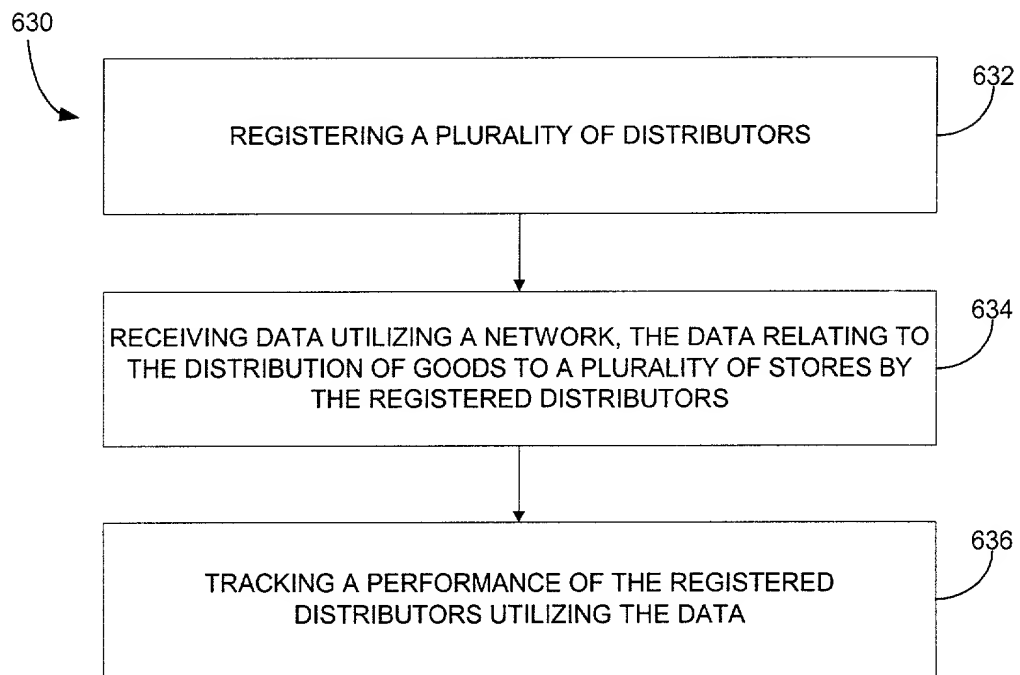 630
632
REGISTERING A PLURALITY OF DISTRIBUTORS
634
RECEIVING DATA UTILIZING A NETWORK, THE DATA RELATING TO
THE DISTRIBUTION OF GOODS TO A PLURALITY OF STORES BY
THE REGISTERED DISTRIBUTORS
636
TRACKING A PERFORMANCE OF THE REGISTERED
DISTRIBUTORS UTILIZING THE DATA